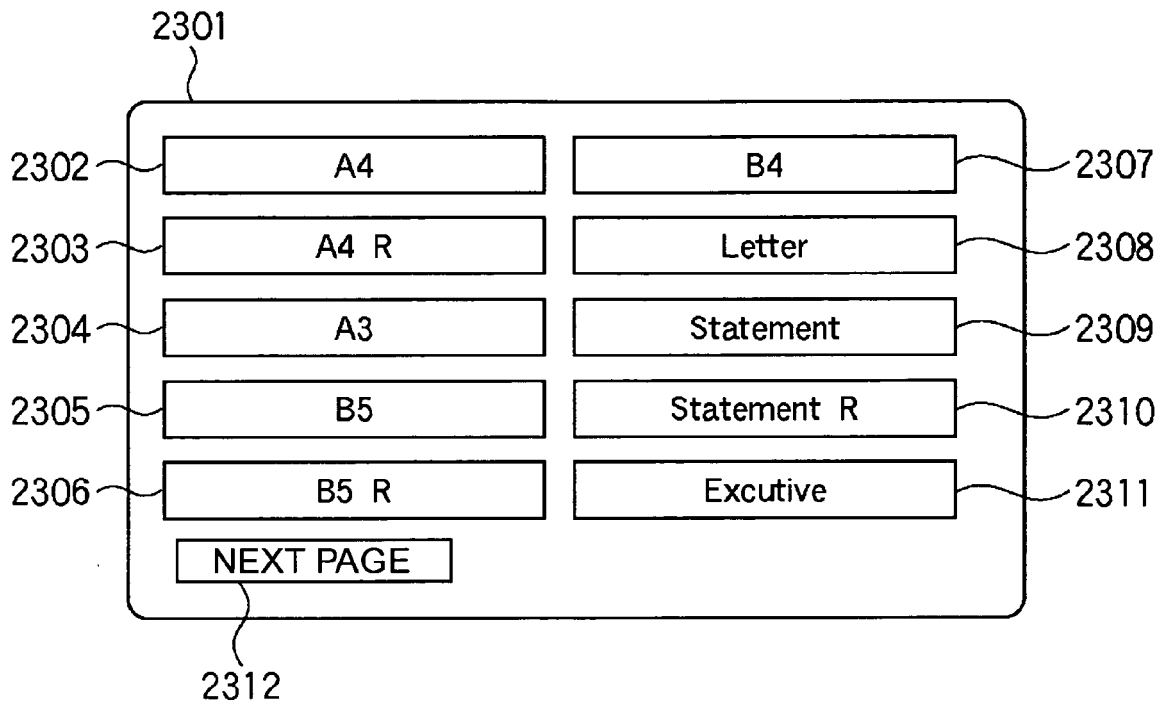 2301
2302 A4 B4 2307
2303 A4 R Letter 2308
2304 A3 Statement 2309
2305 B5 Statement R 2310
2306 B5 R Excutive 2311
NEXT PAGE
2312